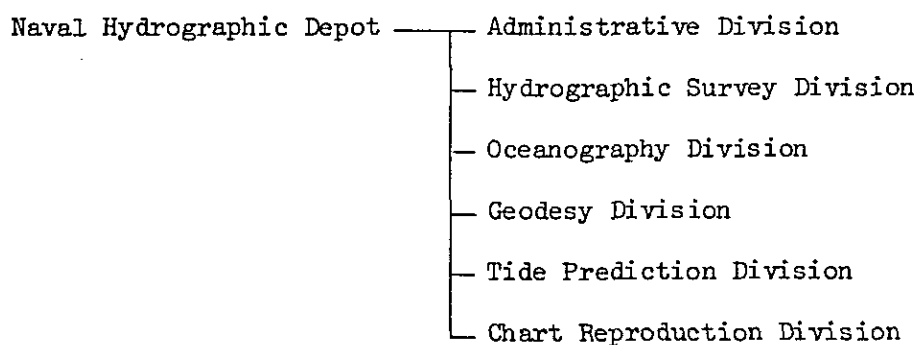 Naval Hydrographic Depot Administrative Division
Hydrographic Survey Division
Oceanography Division
Geodesy Division
Tide Prediction Division
Chart Reproduction Division